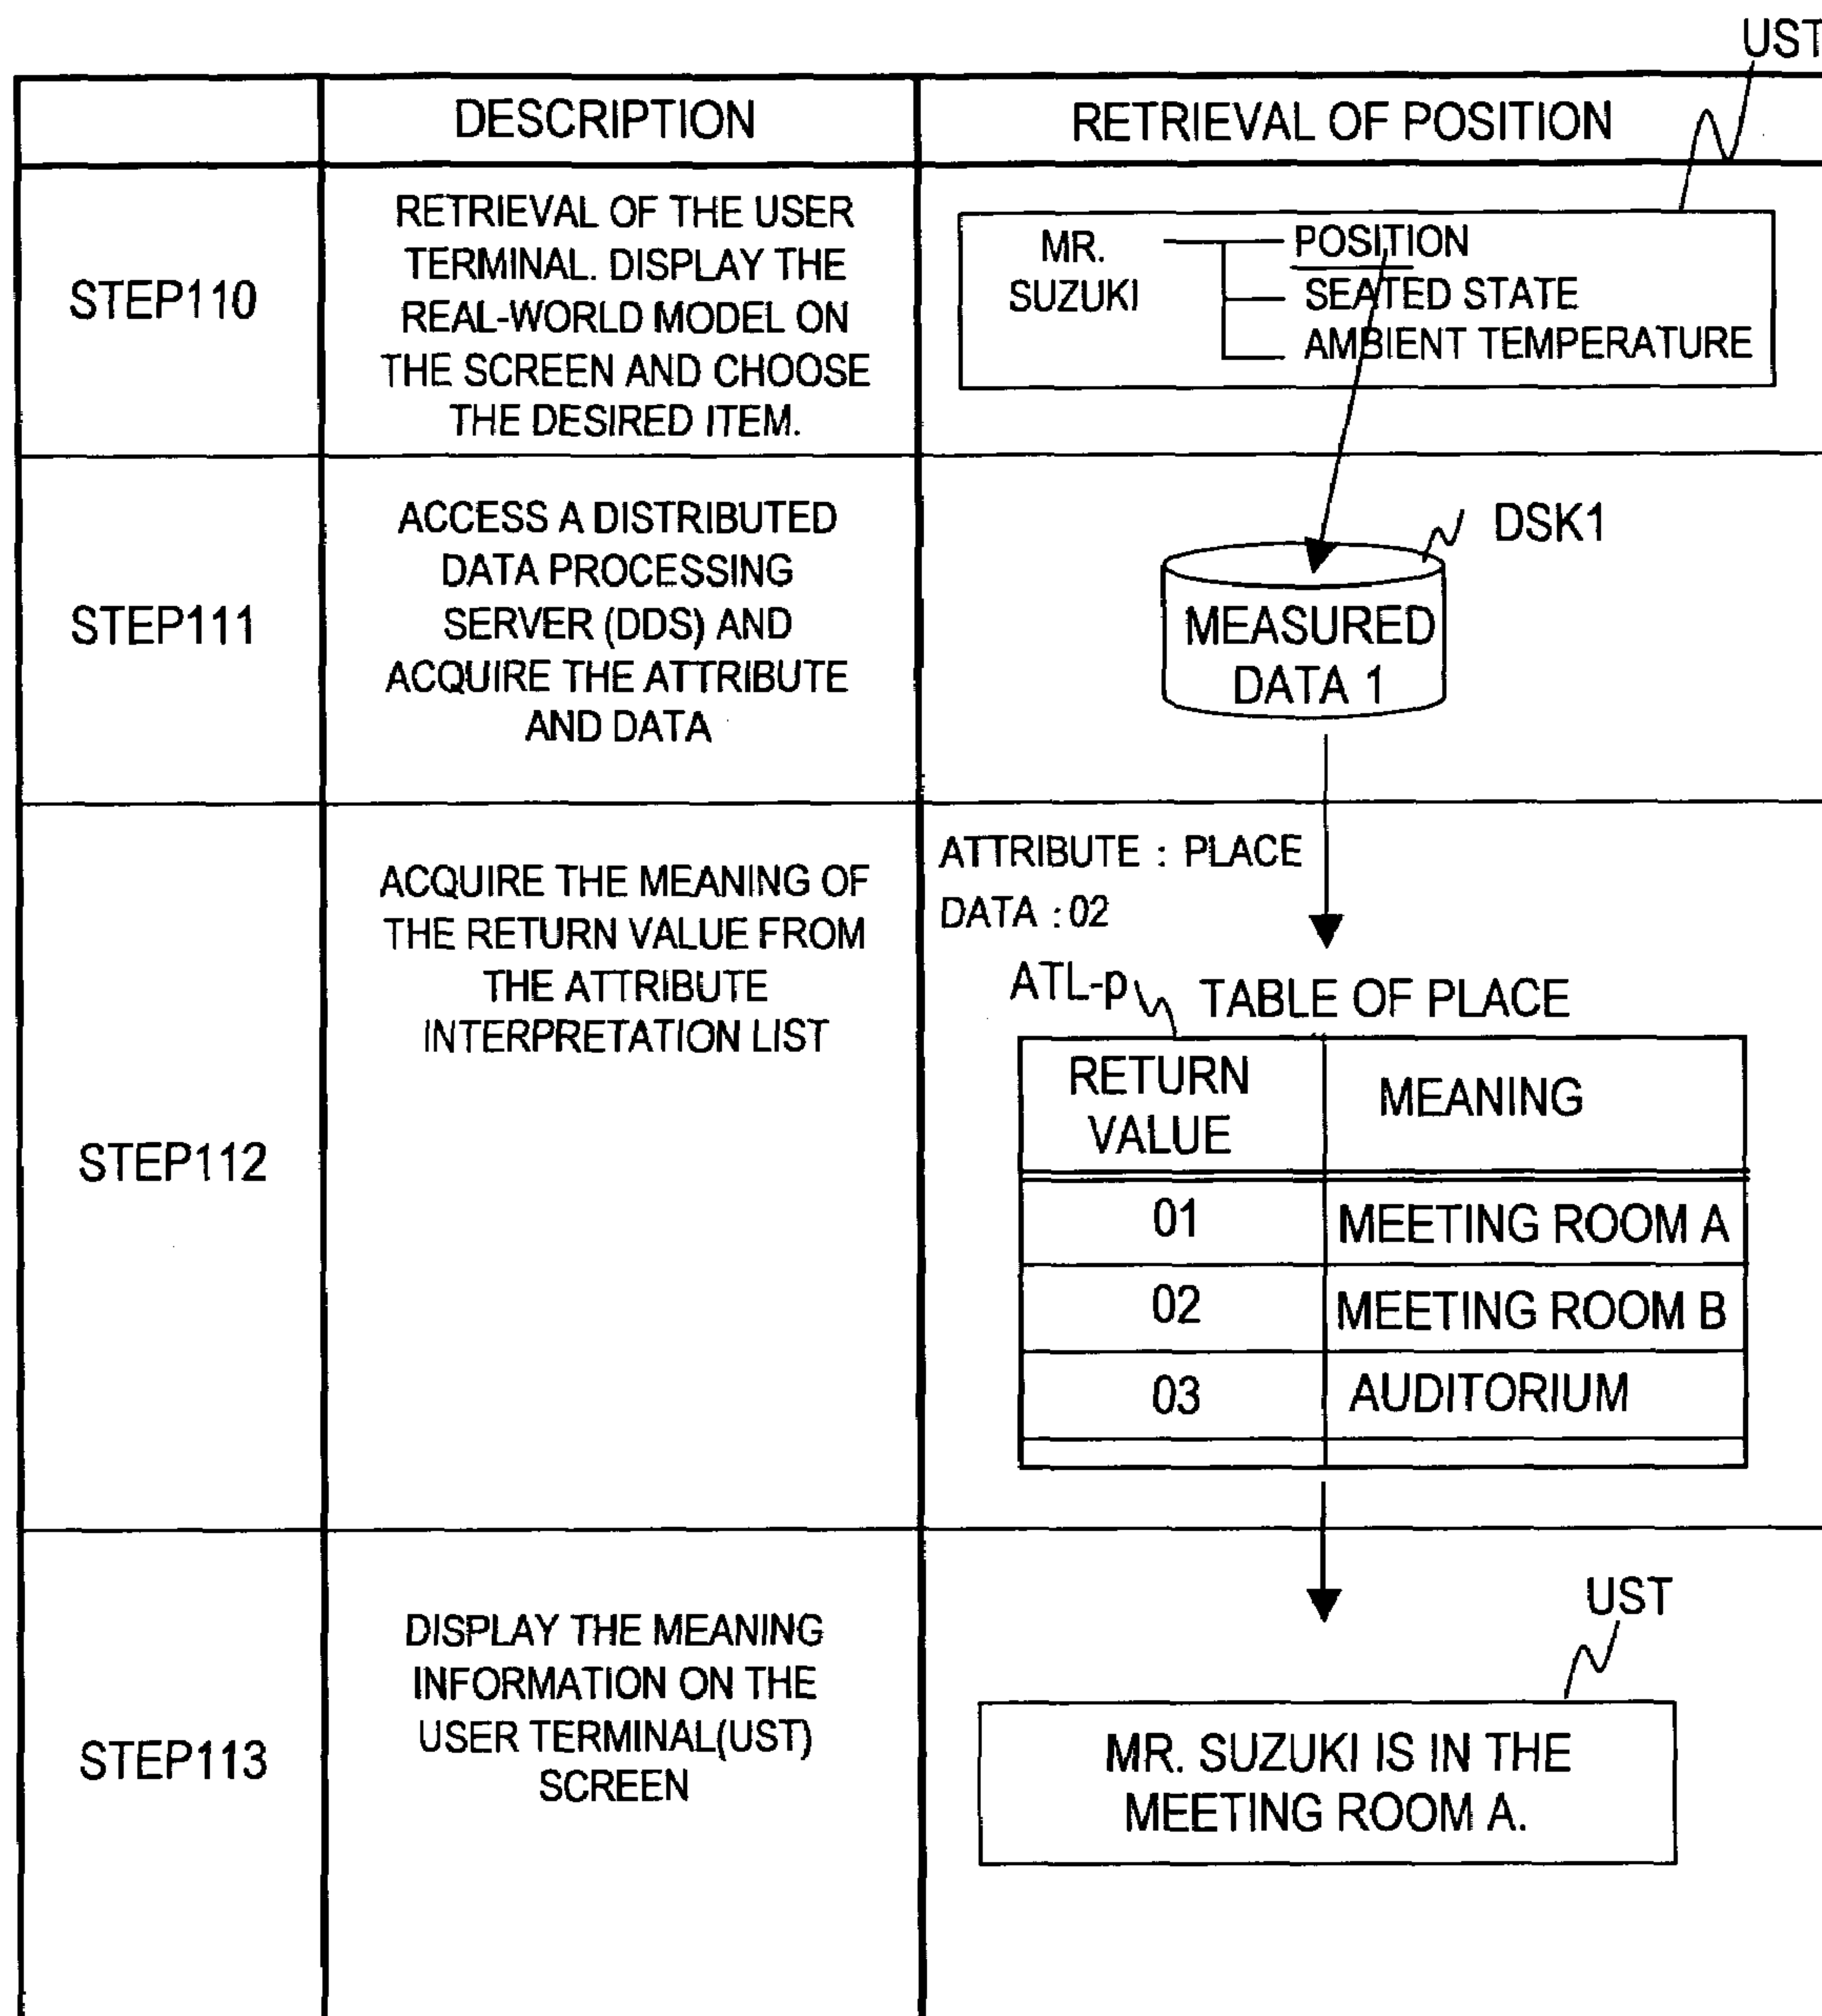 UST
DESCRIPTION
RETRIEVAL OF POSITION
STEP110
RETRIEVAL OF THE USER
TERMINAL. DISPLAY THE
REAL-WORLD MODEL ON
THE SCREEN AND CHOOSE
THE DESIRED ITEM.
MR.
SUZUKI
POSITION
SEATED STATE
AMBIENT TEMPERATURE
STEP111
ACCESS A DISTRIBUTED
DATA PROCESSING
SERVER (DDS) AND
ACQUIRE THE ATTRIBUTE
AND DATA
DSK1
MEASURED
DATA 1
STEP112
ACQUIRE THE MEANING OF
THE RETURN VALUE FROM
THE ATTRIBUTE
INTERPRETATION LIST
ATTRIBUTE : PLACE
DATA :02
ATL-p
TABLE OF PLACE
RETURN
VALUE
MEANING
01 MEETING ROOM A
02 MEETING ROOM B
03 AUDITORIUM
STEP113
DISPLAY THE MEANING
INFORMATION ON THE
USER TERMINAL(UST)
SCREEN
UST
MR. SUZUKI IS IN THE
MEETING ROOM A.